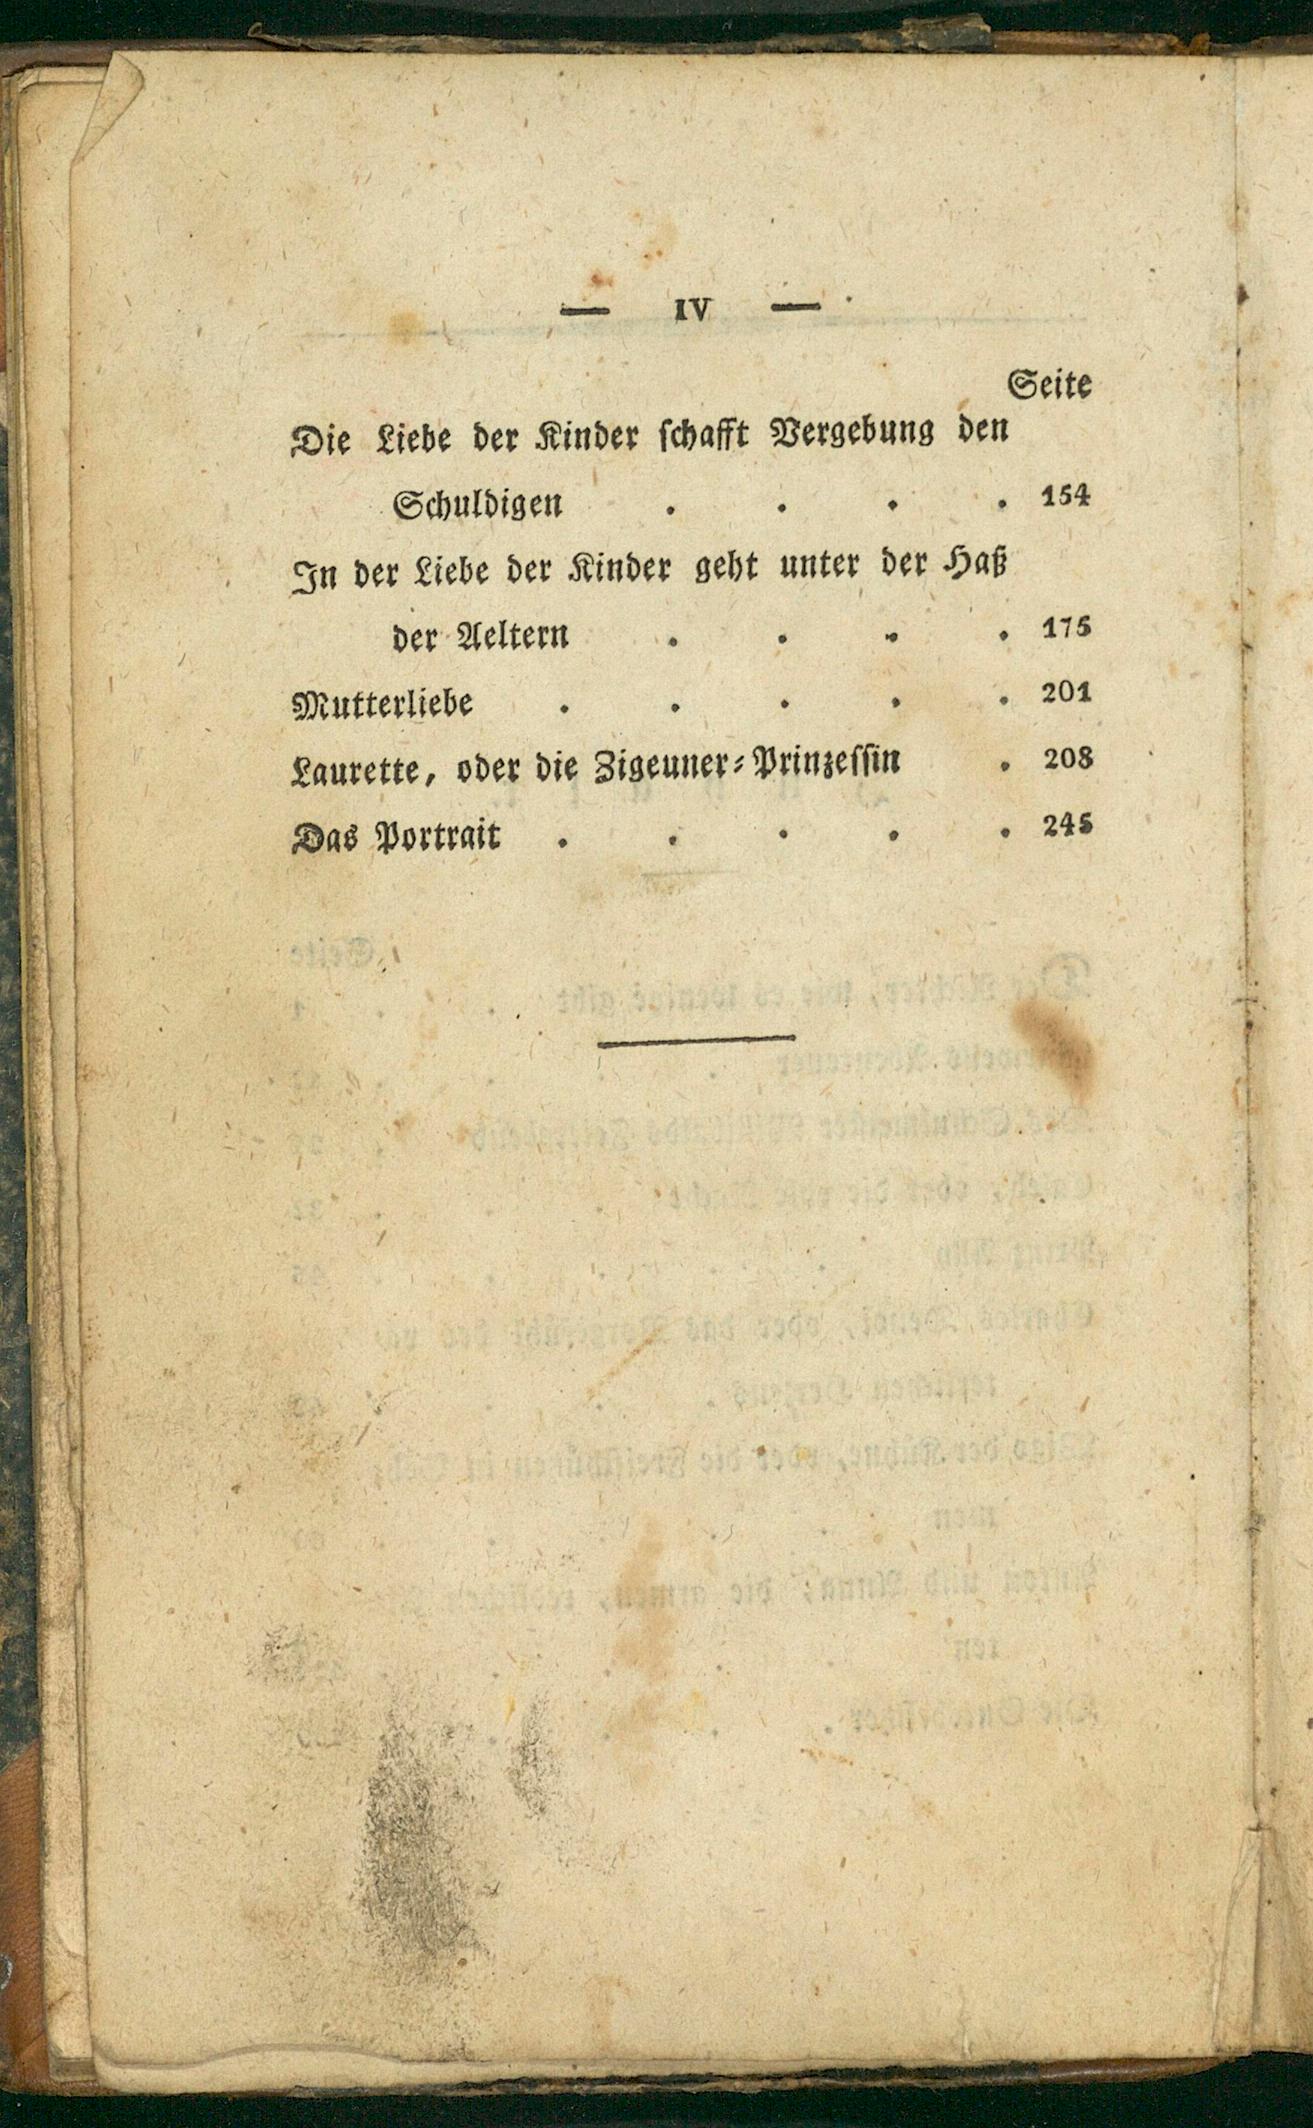 — IV —
Seite
Die Liebe der Kinder ſchafft Vergebung den
Schuldigen . . . . 154
In der Liebe der Kinder geht unter der Haß
der Aeltern . . . . 175
Mutterliebe . . . . . 201
Laurette, oder die Zigeuner⸗Prinzeſſin . 208
Das Portrait . . . . . 245